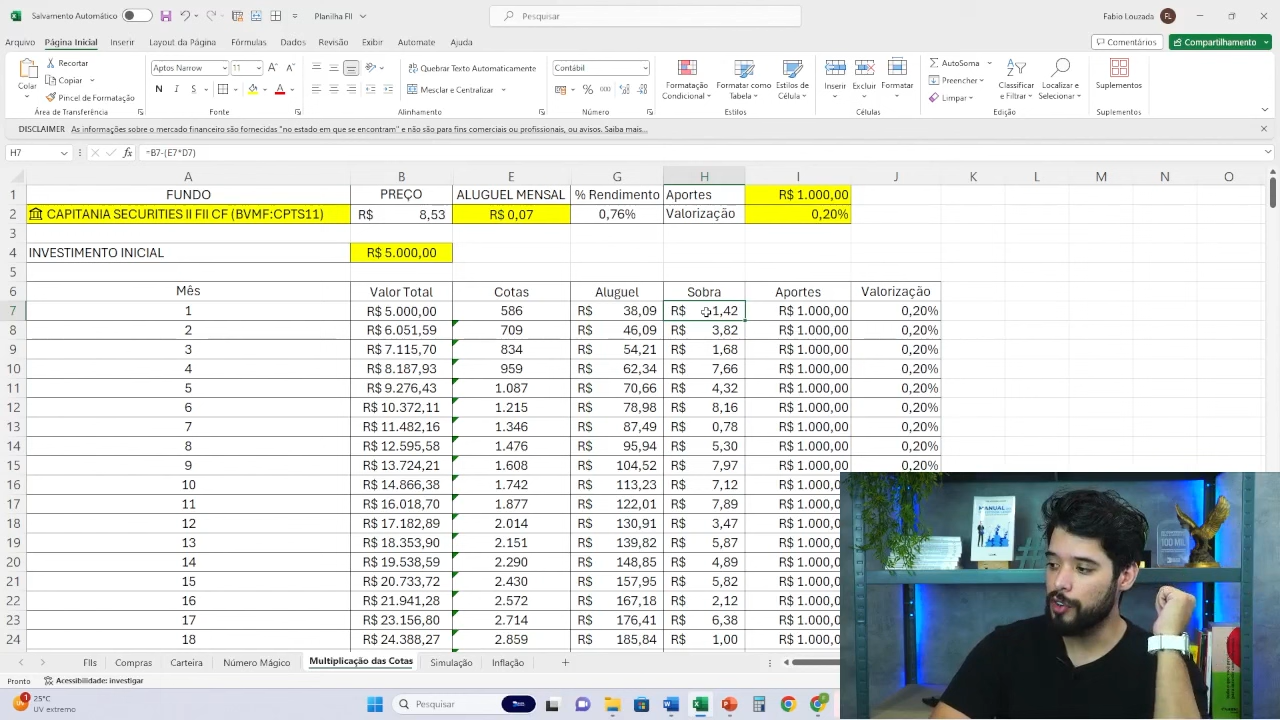 Salvamento Automático Planilha FII Pesquisar Fabio Louzada FL
Arquivo Página Inicial Inserir Layout da Página Fórmulas Dados Revisão Exibir Automate Ajuda Comentários Compartilhamento
Colar Recortar Copiar Pincel de Formatação
Aptos Narrow 11
N I S
Quebrar Texto Automaticamente
Mesclar e Centralizar
Contábil
% 000
Formatação Condicional Formatar como Tabela Estilos de Célula
Inserir Excluir Formatar
AutoSoma Preencher Limpar
Classificar e Filtrar Localizar e Selecionar
Suplementos
Área de Transferência Fonte Alinhamento Número Estilos Células Edição Suplementos
DISCLAIMER As informações sobre o mercado financeiro são fornecidas "no estado em que se encontram" e não são para fins comerciais ou profissionais, ou avisos. Saiba mais...
H7 fx =B7-(E7*D7)
A B E G H I J K L M N O
1 FUNDO PREÇO ALUGUEL MENSAL % Rendimento Aportes R$ 1.000,00
2 CAPITANIA SECURITIES II FII CF (BVMF:CPTS11) R$ 8,53 R$ 0,07 0,76% Valorização 0,20%
3
4 INVESTIMENTO INICIAL R$ 5.000,00
5
6 Mês Valor Total Cotas Aluguel Sobra Aportes Valorização
7 1 R$ 5.000,00 586 R$ 38,09 R$ 1,42 R$ 1.000,00 0,20%
8 2 R$ 6.051,59 709 R$ 46,09 R$ 3,82 R$ 1.000,00 0,20%
9 3 R$ 7.115,70 834 R$ 54,21 R$ 1,68 R$ 1.000,00 0,20%
10 4 R$ 8.187,93 959 R$ 62,34 R$ 7,66 R$ 1.000,00 0,20%
11 5 R$ 9.276,43 1.087 R$ 70,66 R$ 4,32 R$ 1.000,00 0,20%
12 6 R$ 10.372,11 1.215 R$ 78,98 R$ 8,16 R$ 1.000,00 0,20%
13 7 R$ 11.482,16 1.346 R$ 87,49 R$ 0,78 R$ 1.000,00 0,20%
14 8 R$ 12.595,58 1.476 R$ 95,94 R$ 5,30 R$ 1.000,00 0,20%
15 9 R$ 13.724,21 1.608 R$ 104,52 R$ 7,97 R$ 1.000,00 0,20%
16 10 R$ 14.866,38 1.742 R$ 113,23 R$ 7,12 R$ 1.000,0
17 11 R$ 16.018,70 1.877 R$ 122,01 R$ 7,89 R$ 1.000,0
18 12 R$ 17.182,89 2.014 R$ 130,91 R$ 3,47 R$ 1.000,0
19 13 R$ 18.353,90 2.151 R$ 139,82 R$ 5,87 R$ 1.000,0
20 14 R$ 19.538,59 2.290 R$ 148,85 R$ 4,89 R$ 1.000,0
21 15 R$ 20.733,72 2.430 R$ 157,95 R$ 5,82 R$ 1.000,0
22 16 R$ 21.941,28 2.572 R$ 167,18 R$ 2,12 R$ 1.000,0
23 17 R$ 23.156,80 2.714 R$ 176,41 R$ 6,38 R$ 1.000,0
24 18 R$ 24.388,27 2.859 R$ 185,84 R$ 1,00 R$ 1.000,0
MANUAL
100 MIL
FIIs Compras Carteira Número Mágico Multiplicação das Cotas Simulação Inflação
Pronto Acessibilidade: investigar
1
25°C
UV extremo
Pesquisar